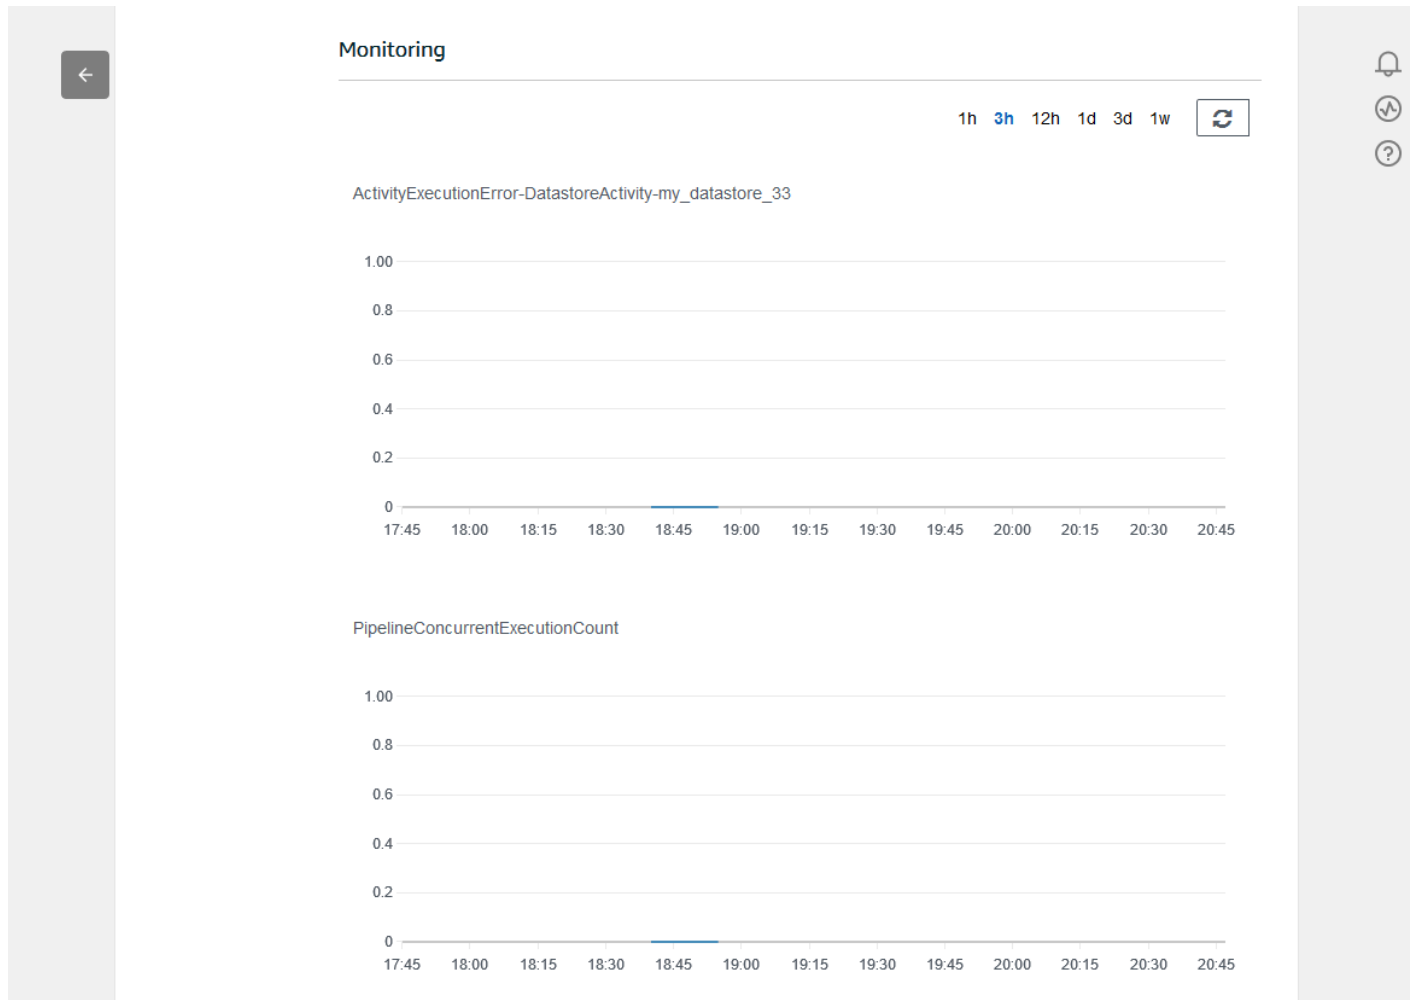 Monitoring
1h 3h 12h 1d 3d 1w
ActivityExecutionError-DatastoreActivity-my_datastore_33
1.00
0.8
0.6
0.4
0.2
0
17:45 18:00 18:15 18:30 18:45 19:00 19:15 19:30 19:45 20:00 20:15 20:30 20:45
PipelineConcurrentExecutionCount
1.00
0.8
0.6
0.4
0.2
0
17:45 18:00 18:15 18:30 18:45 19:00 19:15 19:30 19:45 20:00 20:15 20:30 20:45